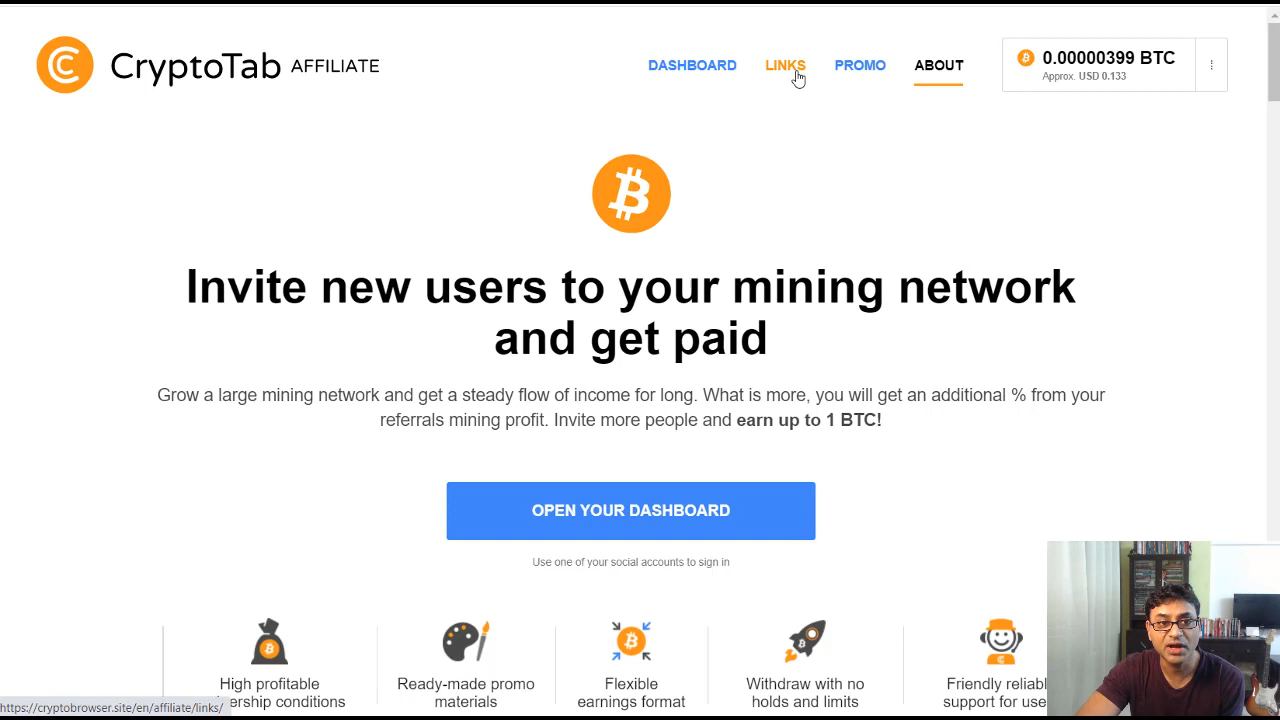 CryptoTab AFFILIATE
DASHBOARD
LINKS
PROMO
ABOUT
0.00000399 BTC
Approx. USD 0.133
Invite new users to your mining network
and get paid
Grow a large mining network and get a steady flow of income for long. What is more, you will get an additional % from your
referrals mining profit. Invite more people and earn up to 1 BTC!
OPEN YOUR DASHBOARD
Use one of your social accounts to sign in
High profitable
Ready-made promo
materials
Flexible
earnings format
Withdraw with no
holds and limits
Friendly
support for
conditions
https://cryptobrowser.site/en/affiliate/links/